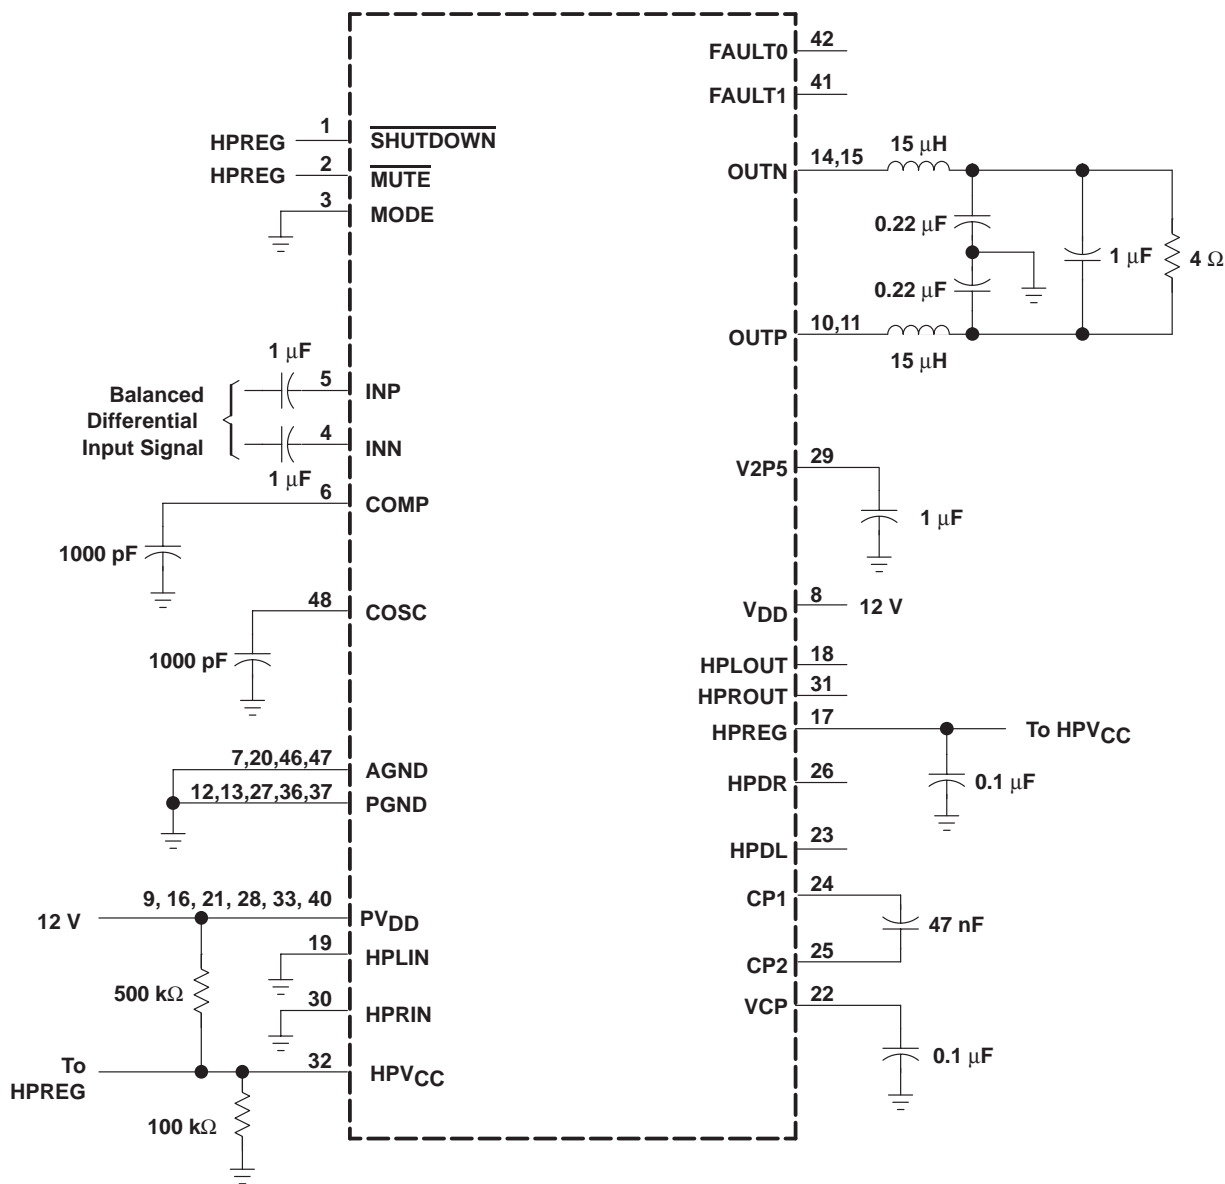 FAULT0 42
FAULT1 41
HPREG 1 SHUTDOWN
HPREG 2 MUTE
3 MODE
OUTN 14,15 15 μH
0.22 μF
0.22 μF
1 μF
4 Ω
OUTP 10,11 15 μH
1 μF
5 INP
Balanced
Differential
Input Signal
4 INN
1 μF
6 COMP
1000 pF
V2P5 29
1 μF
48 COSC
1000 pF
VDD 8 12 V
HPLOUT 18
HPROUT 31
HPREG 17 To HPVCC
0.1 μF
7,20,46,47 AGND
12,13,27,36,37 PGND
HPDR 26
HPDL 23
CP1 24
47 nF
CP2 25
VCP 22
0.1 μF
12 V 9, 16, 21, 28, 33, 40 PVDD
19 HPLIN
500 kΩ
30 HPRIN
To
HPREG
32 HPVCC
100 kΩ